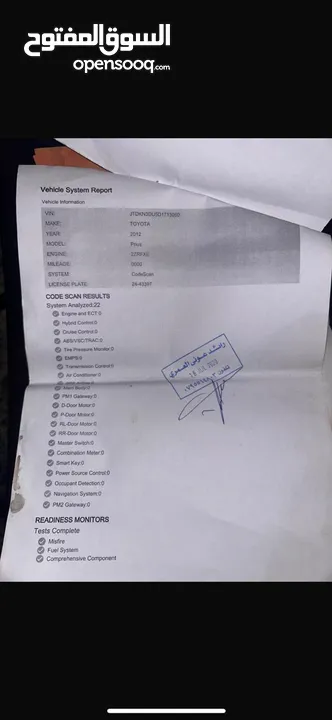 السوق المفتوح
opensooq.com
Vehicle System Report
Vehicle Information
VIN:
MAKE: TOYOTA
YEAR: 2012
MODEL: Prius
ENGINE: 2ZRFXE
MILEAGE:
SYSTEM: CodeScan
LICENSE PLATE:
CODE SCAN RESULTS
System Analyzed:22
Engine and ECT:0
Hybrid Control:0
Cruise Control:0
ABS/VSC/TRAC:0
Tire Pressure Monitor:0
EMPS:0
Transmission Control:0
Air Conditioner:0
Main Body:0
PM1 Gateway:0
D-Door Motor:0
P-Door Motor:0
RL-Door Motor:0
RR-Door Motor:0
Master Switch:0
Combination Meter:0
Smart Key:0
Power Source Control:0
Occupant Detection:0
Navigation System:0
PM2 Gateway:0
READINESS MONITORS
Tests Complete
Misfire
Fuel System
Comprehensive Component